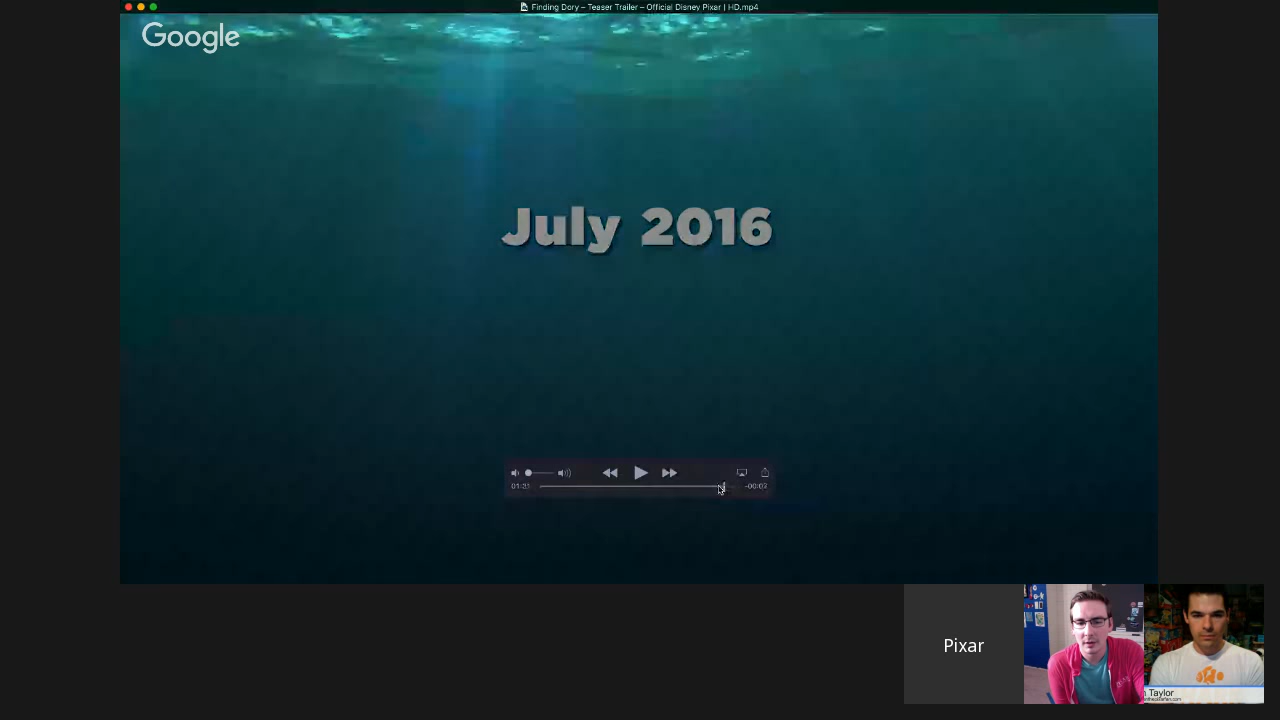 Finding Dory – Teaser Trailer – Official Disney Pixar | HD.mp4
Google
July 2016
01:31
-00:02
Pixar
Taylor